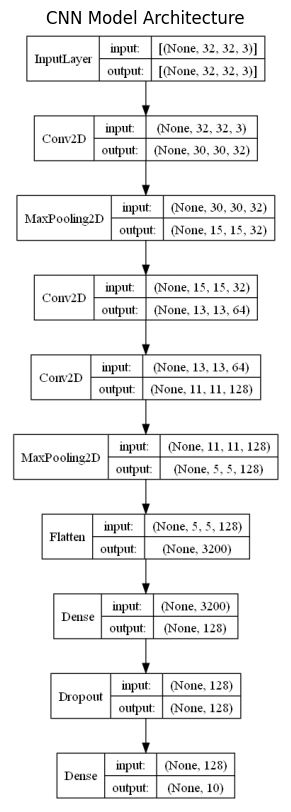 CNN Model Architecture
InputLayer
input: [(None, 32, 32, 3)]
output: [(None, 32, 32, 3)]
Conv2D
input: (None, 32, 32, 3)
output: (None, 30, 30, 32)
MaxPooling2D
input: (None, 30, 30, 32)
output: (None, 15, 15, 32)
Conv2D
input: (None, 15, 15, 32)
output: (None, 13, 13, 64)
Conv2D
input: (None, 13, 13, 64)
output: (None, 11, 11, 128)
MaxPooling2D
input: (None, 11, 11, 128)
output: (None, 5, 5, 128)
Flatten
input: (None, 5, 5, 128)
output: (None, 3200)
Dense
input: (None, 3200)
output: (None, 128)
Dropout
input: (None, 128)
output: (None, 128)
Dense
input: (None, 128)
output: (None, 10)